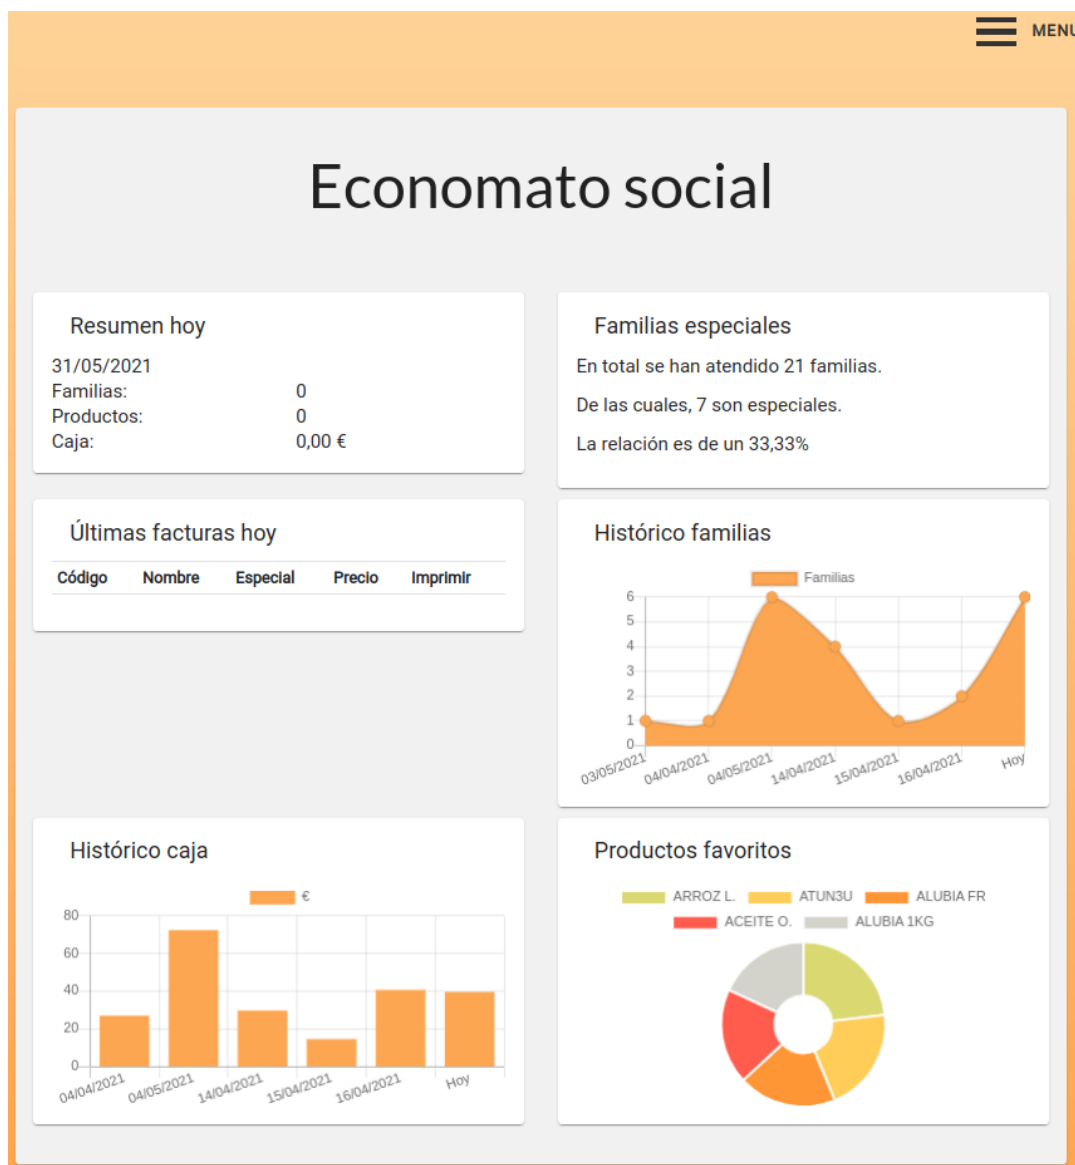 MENU
Economato social
Resumen hoy
31/05/2021
Familias: 0
Productos: 0
Caja: 0,00 €
Familias especiales
En total se han atendido 21 familias.
De las cuales, 7 son especiales.
La relación es de un 33,33%
Últimas facturas hoy
Código Nombre Especial Precio Imprimir
Histórico familias
Familias
6
5
4
3
2
1
0
03/05/2021 04/04/2021 04/05/2021 14/04/2021 15/04/2021 16/04/2021 Hoy
Histórico caja
€
80
60
40
20
0
04/04/2021 04/05/2021 14/04/2021 15/04/2021 16/04/2021 Hoy
Productos favoritos
ARROZ L. ATUN3U ALUBIA FR
ACEITE O. ALUBIA 1KG